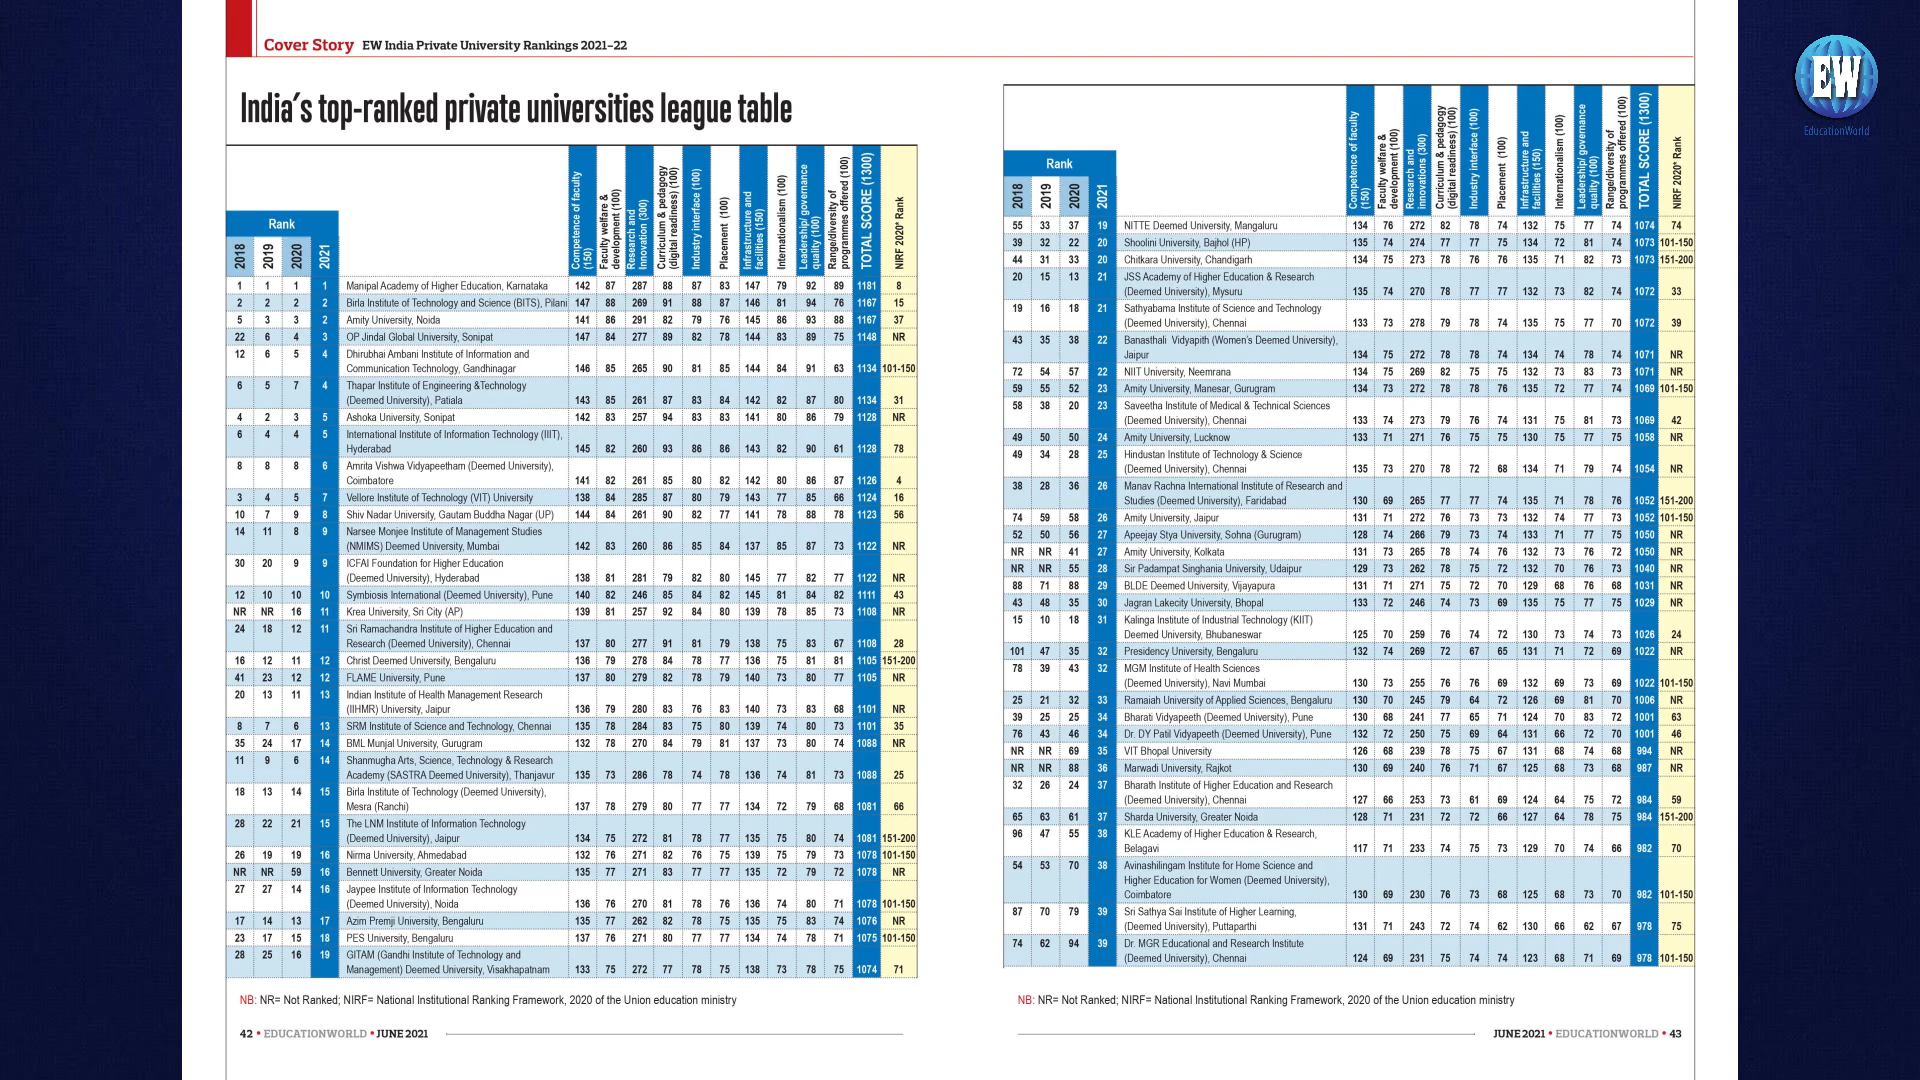 Cover Story EW India Private University Rankings 2021–22
EW
EducationWorld
India's top-ranked private universities league table
Rank
2018 2019 2020 2021 Competence of faculty (150) Faculty welfare & development (100) Research and Innovation (300) Curriculum & pedagogy (digital readiness) (100) Industry interface (100) Placement (100) Infrastructure and facilities (150) Internationalism (100) Leadership/ governance quality (100) Range/diversity of programmes offered (100) TOTAL SCORE (1300) NIRF 2020* Rank
1 1 1 1 Manipal Academy of Higher Education, Karnataka 142 87 287 88 87 83 147 79 92 89 1181 8
2 2 2 2 Birla Institute of Technology and Science (BITS), Pilani 147 88 269 91 88 87 146 81 94 76 1167 15
5 3 3 2 Amity University, Noida 141 86 291 82 79 76 145 86 93 88 1167 37
22 6 4 3 OP Jindal Global University, Sonipat 147 84 277 89 82 78 144 83 89 75 1148 NR
12 6 5 4 Dhirubhai Ambani Institute of Information and
Communication Technology, Gandhinagar 146 85 265 90 81 85 144 84 91 63 1134 101-150
6 5 7 4 Thapar Institute of Engineering &Technology
(Deemed University), Patiala 143 85 261 87 83 84 142 82 87 80 1134 31
4 2 3 5 Ashoka University, Sonipat 142 83 257 94 83 83 141 80 86 79 1128 NR
6 4 4 5 International Institute of Information Technology (IIIT),
Hyderabad 145 82 260 93 86 86 143 82 90 61 1128 78
8 8 8 6 Amrita Vishwa Vidyapeetham (Deemed University),
Coimbatore 141 82 261 85 80 82 142 80 86 87 1126 4
3 4 5 7 Vellore Institute of Technology (VIT) University 138 84 285 87 80 79 143 77 85 66 1124 16
10 7 9 8 Shiv Nadar University, Gautam Buddha Nagar (UP) 144 84 261 90 82 77 141 78 88 78 1123 56
14 11 8 9 Narsee Monjee Institute of Management Studies
(NMIMS) Deemed University, Mumbai 142 83 260 86 85 84 137 85 87 73 1122 NR
30 20 9 9 ICFAI Foundation for Higher Education
(Deemed University), Hyderabad 138 81 281 79 82 80 145 77 82 77 1122 NR
12 10 10 10 Symbiosis International (Deemed University), Pune 140 82 246 85 84 82 145 81 84 82 1111 43
NR NR 16 11 Krea University, Sri City (AP) 139 81 257 92 84 80 139 78 85 73 1108 NR
24 18 12 11 Sri Ramachandra Institute of Higher Education and
Research (Deemed University), Chennai 137 80 277 91 81 79 138 75 83 67 1108 28
16 12 11 12 Christ Deemed University, Bengaluru 136 79 278 84 78 77 136 75 81 81 1105 151-200
41 23 12 12 FLAME University, Pune 137 80 279 82 78 79 140 73 80 77 1105 NR
20 13 11 13 Indian Institute of Health Management Research
(IIHMR) University, Jaipur 136 79 280 83 76 83 140 73 83 68 1101 NR
8 7 6 13 SRM Institute of Science and Technology, Chennai 135 78 284 83 75 80 139 74 80 73 1101 35
35 24 17 14 BML Munjal University, Gurugram 132 78 270 84 79 81 137 73 80 74 1088 NR
11 9 6 14 Shanmugha Arts, Science, Technology & Research
Academy (SASTRA Deemed University), Thanjavur 135 73 286 78 74 78 136 74 81 73 1088 25
18 13 14 15 Birla Institute of Technology (Deemed University),
Mesra (Ranchi) 137 78 279 80 77 77 134 72 79 68 1081 66
28 22 21 15 The LNM Institute of Information Technology
(Deemed University), Jaipur 134 75 272 81 78 77 135 75 80 74 1081 151-200
26 19 19 16 Nirma University, Ahmedabad 132 76 271 82 76 75 139 75 79 73 1078 101-150
NR NR 59 16 Bennett University, Greater Noida 135 77 271 83 77 77 135 72 79 72 1078 NR
27 27 14 16 Jaypee Institute of Information Technology
(Deemed University), Noida 136 76 270 81 78 76 136 74 80 71 1078 101-150
17 14 13 17 Azim Premji University, Bengaluru 135 77 262 82 78 75 135 75 83 74 1076 NR
23 17 15 18 PES University, Bengaluru 137 76 271 80 77 77 134 74 78 71 1075 101-150
28 25 16 19 GITAM (Gandhi Institute of Technology and
Management) Deemed University, Visakhapatnam 133 75 272 77 78 75 138 73 78 75 1074 71
NB: NR= Not Ranked; NIRF= National Institutional Ranking Framework, 2020 of the Union education ministry
42 • EDUCATIONWORLD • JUNE 2021
Rank
2018 2019 2020 2021 Competence of faculty (150) Faculty welfare & development (100) Research and innovations (300) Curriculum & pedagogy (digital readiness) (100) Industry interface (100) Placement (100) Infrastructure and facilities (150) Internationalism (100) Leadership/ governance quality (100) Range/diversity of programmes offered (100) TOTAL SCORE (1300) NIRF 2020* Rank
55 33 37 19 NITTE Deemed University, Mangaluru 134 76 272 82 78 74 132 75 77 74 1074 74
39 32 22 20 Shoolini University, Bajhol (HP) 135 74 274 77 77 75 134 72 81 74 1073 101-150
44 31 33 20 Chitkara University, Chandigarh 134 75 273 78 76 76 135 71 82 73 1073 151-200
20 15 13 21 JSS Academy of Higher Education & Research
(Deemed University), Mysuru 135 74 270 78 77 77 132 73 82 74 1072 33
19 16 18 21 Sathyabama Institute of Science and Technology
(Deemed University), Chennai 133 73 278 79 78 74 135 75 77 70 1072 39
43 35 38 22 Banasthali Vidyapith (Women's Deemed University),
Jaipur 134 75 272 78 78 74 134 74 78 74 1071 NR
72 54 57 22 NIIT University, Neemrana 134 75 269 82 75 75 132 73 83 73 1071 NR
59 55 52 23 Amity University, Manesar, Gurugram 134 73 272 78 78 76 135 72 77 74 1069 101-150
58 38 20 23 Saveetha Institute of Medical & Technical Sciences
(Deemed University), Chennai 133 74 273 79 76 74 131 75 81 73 1069 42
49 50 50 24 Amity University, Lucknow 133 71 271 76 75 75 130 75 77 75 1058 NR
49 34 28 25 Hindustan Institute of Technology & Science
(Deemed University), Chennai 135 73 270 78 72 68 134 71 79 74 1054 NR
38 28 36 26 Manav Rachna International Institute of Research and
Studies (Deemed University), Faridabad 130 69 265 77 77 74 135 71 78 76 1052 151-200
74 59 58 26 Amity University, Jaipur 131 71 272 76 73 73 132 74 77 73 1052 101-150
52 50 56 27 Apeejay Stya University, Sohna (Gurugram) 128 74 266 79 73 74 133 71 77 75 1050 NR
NR NR 41 27 Amity University, Kolkata 131 73 265 78 74 76 132 73 76 72 1050 NR
NR NR 55 28 Sir Padampat Singhania University, Udaipur 129 73 262 78 75 72 132 70 76 73 1040 NR
88 71 88 29 BLDE Deemed University, Vijayapura 131 71 271 75 72 70 129 68 76 68 1031 NR
43 48 35 30 Jagran Lakecity University, Bhopal 133 72 246 74 73 69 135 75 77 75 1029 NR
15 10 18 31 Kalinga Institute of Industrial Technology (KIIT)
Deemed University, Bhubaneswar 125 70 259 76 74 72 130 73 74 73 1026 24
101 47 35 32 Presidency University, Bengaluru 132 74 269 72 67 65 131 71 72 69 1022 NR
78 39 43 32 MGM Institute of Health Sciences
(Deemed University), Navi Mumbai 130 73 255 76 76 69 132 69 73 69 1022 101-150
25 21 32 33 Ramaiah University of Applied Sciences, Bengaluru 130 70 245 79 64 72 126 69 81 70 1006 NR
39 25 25 34 Bharati Vidyapeeth (Deemed University), Pune 130 68 241 77 65 71 124 70 83 72 1001 63
76 43 46 34 Dr. DY Patil Vidyapeeth (Deemed University), Pune 132 72 250 75 69 64 131 66 72 70 1001 46
NR NR 69 35 VIT Bhopal University 126 68 239 78 75 67 131 68 74 68 994 NR
NR NR 88 36 Marwadi University, Rajkot 130 69 240 76 71 67 125 68 73 68 987 NR
32 26 24 37 Bharath Institute of Higher Education and Research
(Deemed University), Chennai 127 66 253 73 61 69 124 64 75 72 984 59
65 63 61 37 Sharda University, Greater Noida 128 71 231 72 72 66 127 64 78 75 984 151-200
96 47 55 38 KLE Academy of Higher Education & Research,
Belagavi 117 71 233 74 75 73 129 70 74 66 982 70
54 53 70 38 Avinashilingam Institute for Home Science and
Higher Education for Women (Deemed University),
Coimbatore 130 69 230 76 73 68 125 68 73 70 982 101-150
87 70 79 39 Sri Sathya Sai Institute of Higher Learning,
(Deemed University), Puttaparthi 131 71 243 72 74 62 130 66 62 67 978 75
74 62 94 39 Dr. MGR Educational and Research Institute
(Deemed University), Chennai 124 69 231 75 74 74 123 68 71 69 978 101-150
NB: NR= Not Ranked; NIRF= National Institutional Ranking Framework, 2020 of the Union education ministry
JUNE 2021 • EDUCATIONWORLD • 43